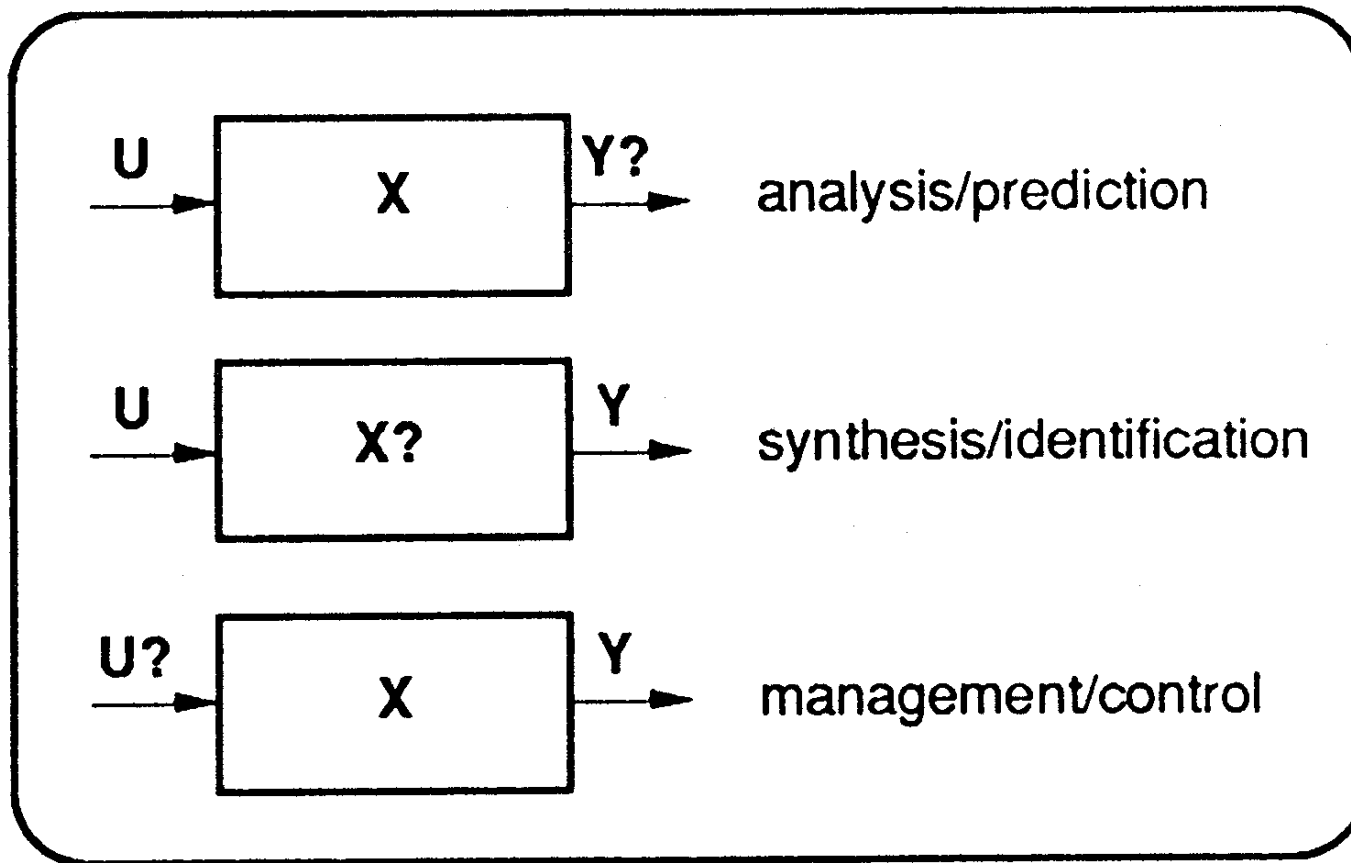 U X Y? analysis/prediction
U X? Y synthesis/identification
U? X Y management/control